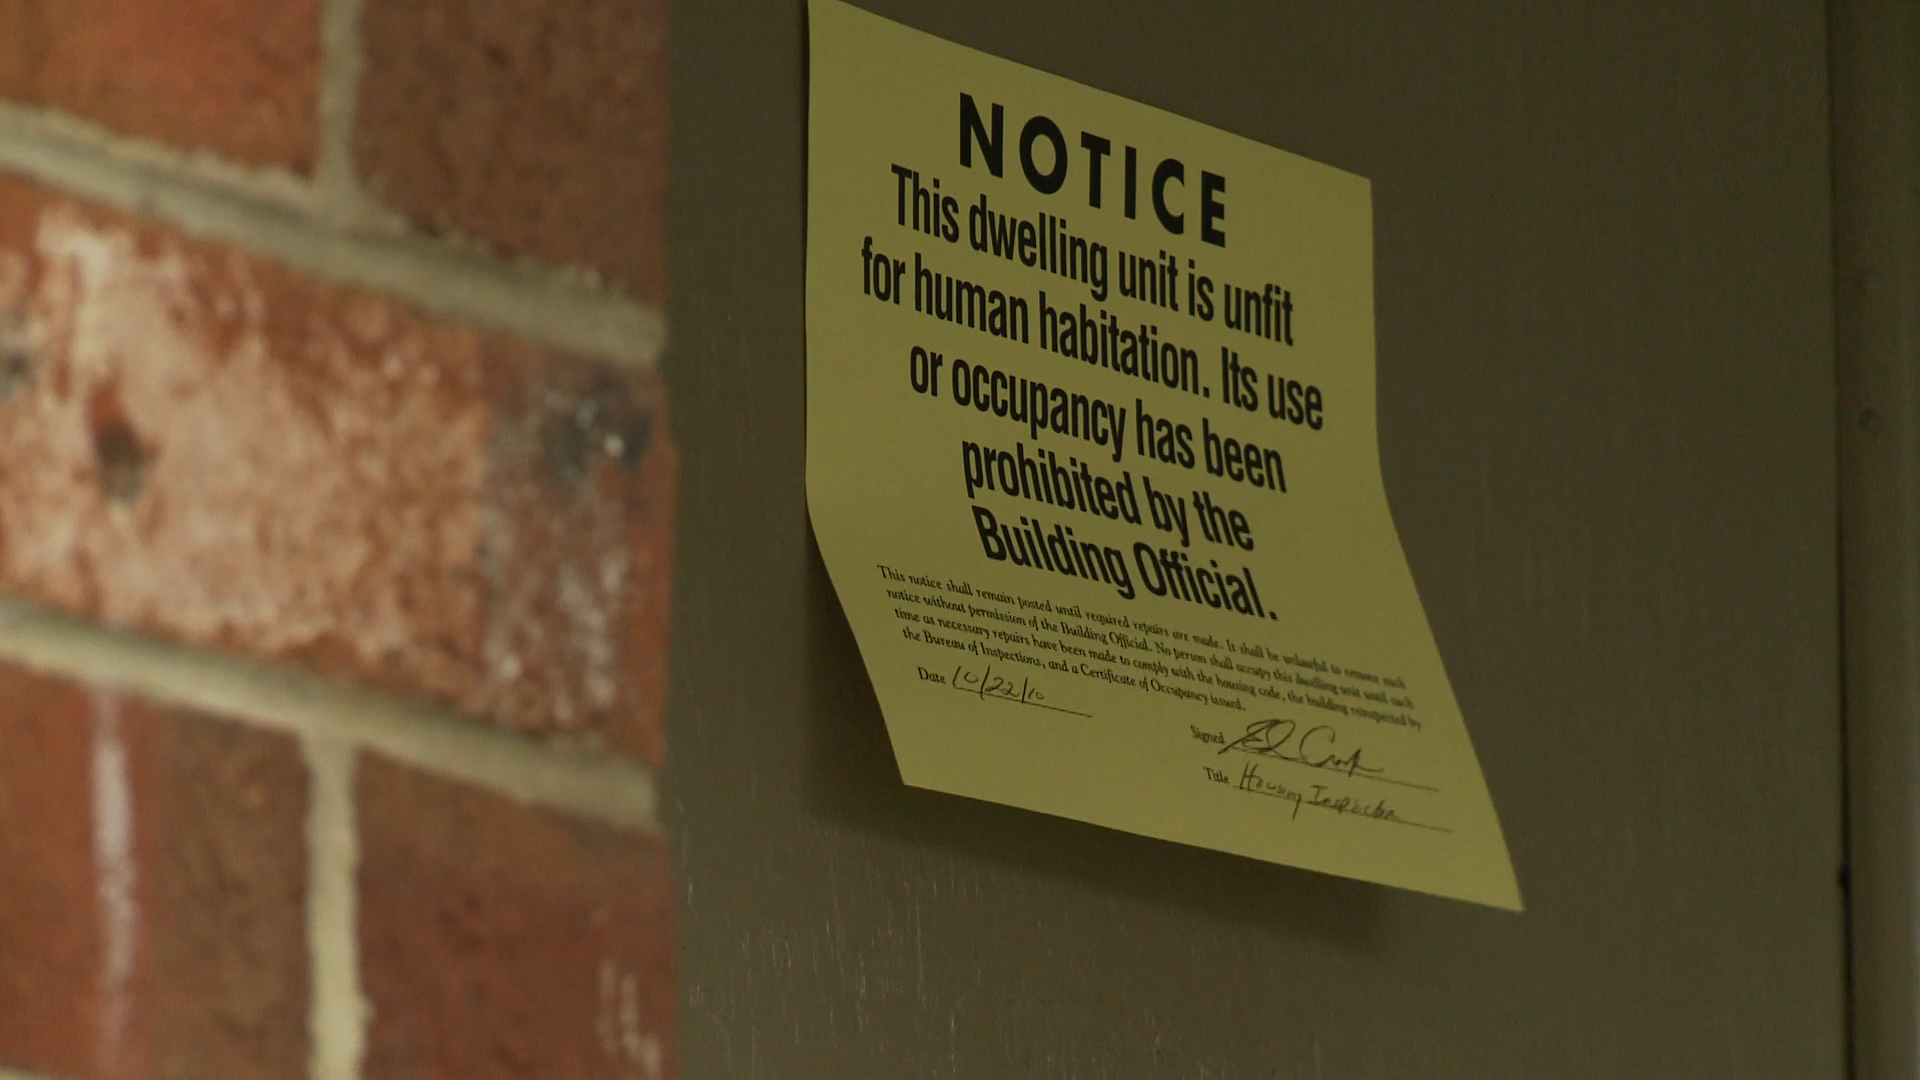 NOTICE
This dwelling unit is unfit
for human habitation. Its use
or occupancy has been
prohibited by the
Building Official.
This notice shall remain posted until required repairs are made. It shall be unlawful to remove such
notice without permission of the Building Official. No person shall occupy this dwelling unit until such
time as necessary repairs have been made to comply with the housing code, the building reinspected by
the Bureau of Inspections, and a Certificate of Occupancy issued.
Date 10/22/10
Signed Ed Cook
Title Housing Inspector